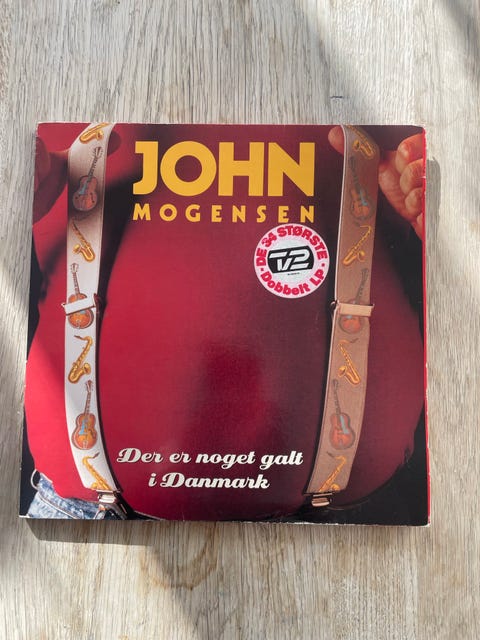 JOHN
MOGENSEN
DE 34 STØRSTE
TV2
Dobbelt LP
Der er noget galt
i Danmark